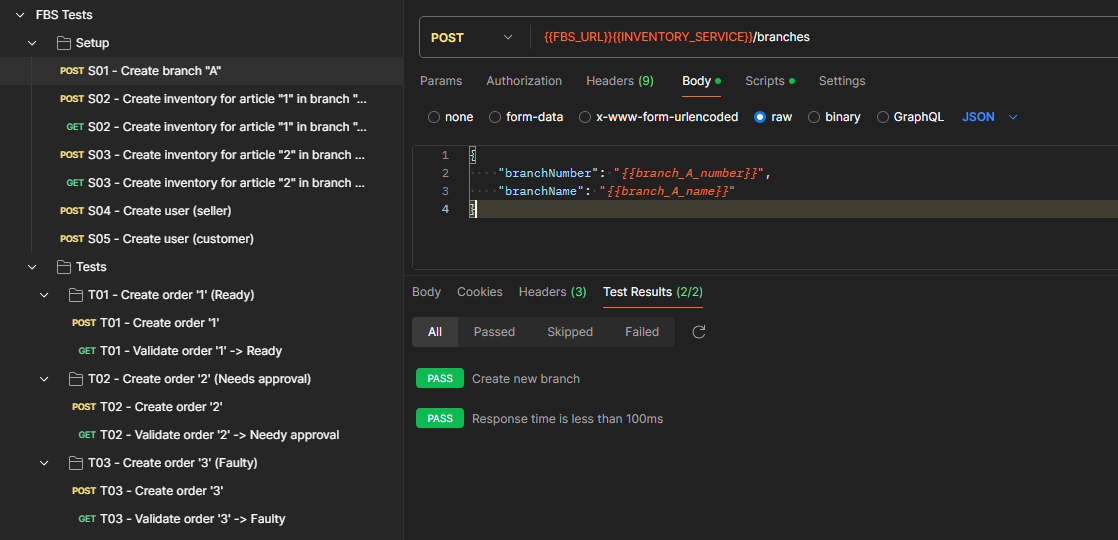 FBS Tests
Setup
POST S01 - Create branch "A"
POST S02 - Create inventory for article "1" in branch "...
GET S02 - Create inventory for article "1" in branch "...
POST S03 - Create inventory for article "2" in branch ...
GET S03 - Create inventory for article "2" in branch ...
POST S04 - Create user (seller)
POST S05 - Create user (customer)
Tests
T01 - Create order '1' (Ready)
POST T01 - Create order '1'
GET T01 - Validate order '1' -> Ready
T02 - Create order '2' (Needs approval)
POST T02 - Create order '2'
GET T02 - Validate order '2' -> Needy approval
T03 - Create order '3' (Faulty)
POST T03 - Create order '3'
GET T03 - Validate order '3' -> Faulty
POST {{FBS_URL}}{{INVENTORY_SERVICE}}/branches
Params Authorization Headers (9) Body Scripts Settings
none form-data x-www-form-urlencoded raw binary GraphQL JSON
1 {
2 "branchNumber": "{{branch_A_number}}",
3 "branchName": "{{branch_A_name}}"
4 }
Body Cookies Headers (3) Test Results (2/2)
All Passed Skipped Failed
PASS Create new branch
PASS Response time is less than 100ms